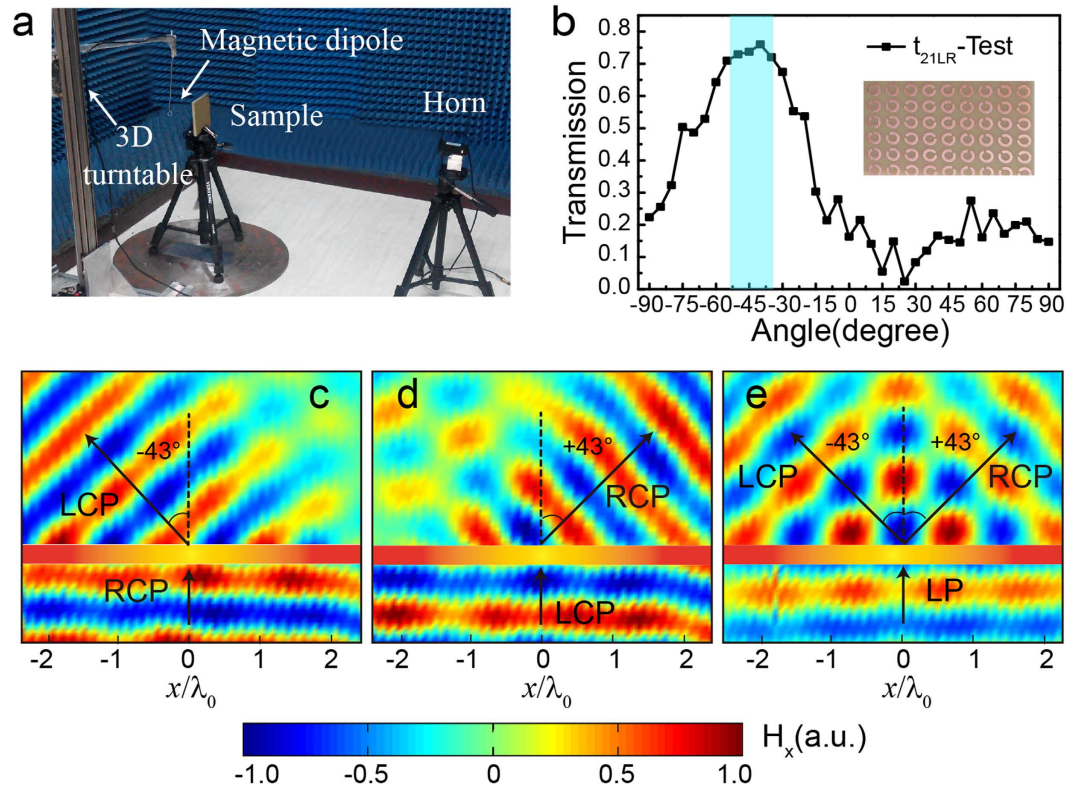 a
Magnetic dipole
Sample
Horn
3D
turntable
b
t21LR-Test
Transmission
0.8
0.7
0.6
0.5
0.4
0.3
0.2
0.1
0.0
-90 -75 -60 -45 -30 -15 0 15 30 45 60 75 90
Angle(degree)
c
-43°
LCP
RCP
-2 -1 0 1 2
x/λ0
d
+43°
RCP
LCP
-2 -1 0 1 2
x/λ0
e
-43° +43°
LCP RCP
LP
-2 -1 0 1 2
x/λ0
Hx(a.u.)
-1.0 -0.5 0 0.5 1.0